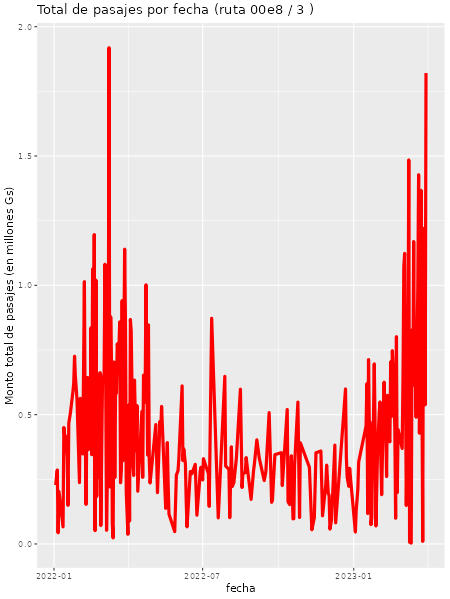 Total de pasajes por fecha (ruta 00e8 / 3 )
Monto total de pasajes (en millones Gs)
2.0
1.5
1.0
0.5
0.0
2022-01
2022-07
2023-01
fecha